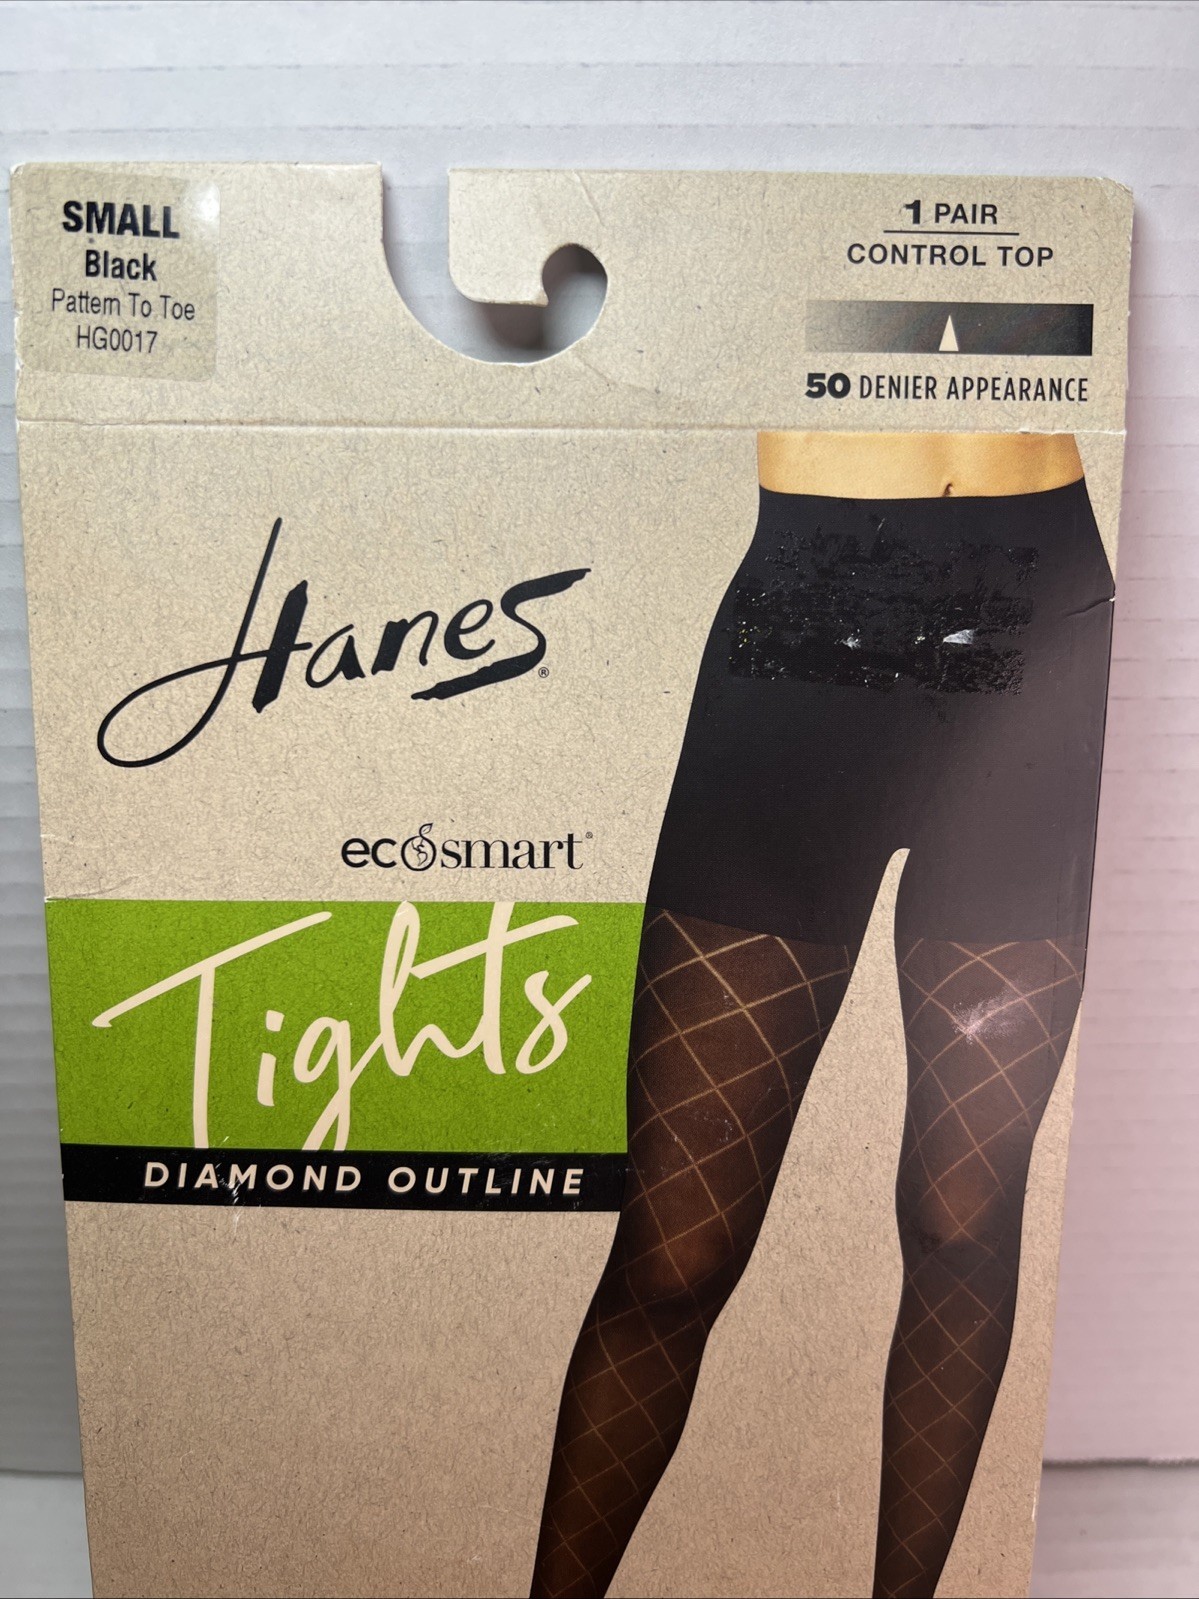 SMALL
Black
Pattern To Toe
HG0017
1 PAIR
CONTROL TOP
50 DENIER APPEARANCE
Hanes®
ecosmart®
Tights
DIAMOND OUTLINE